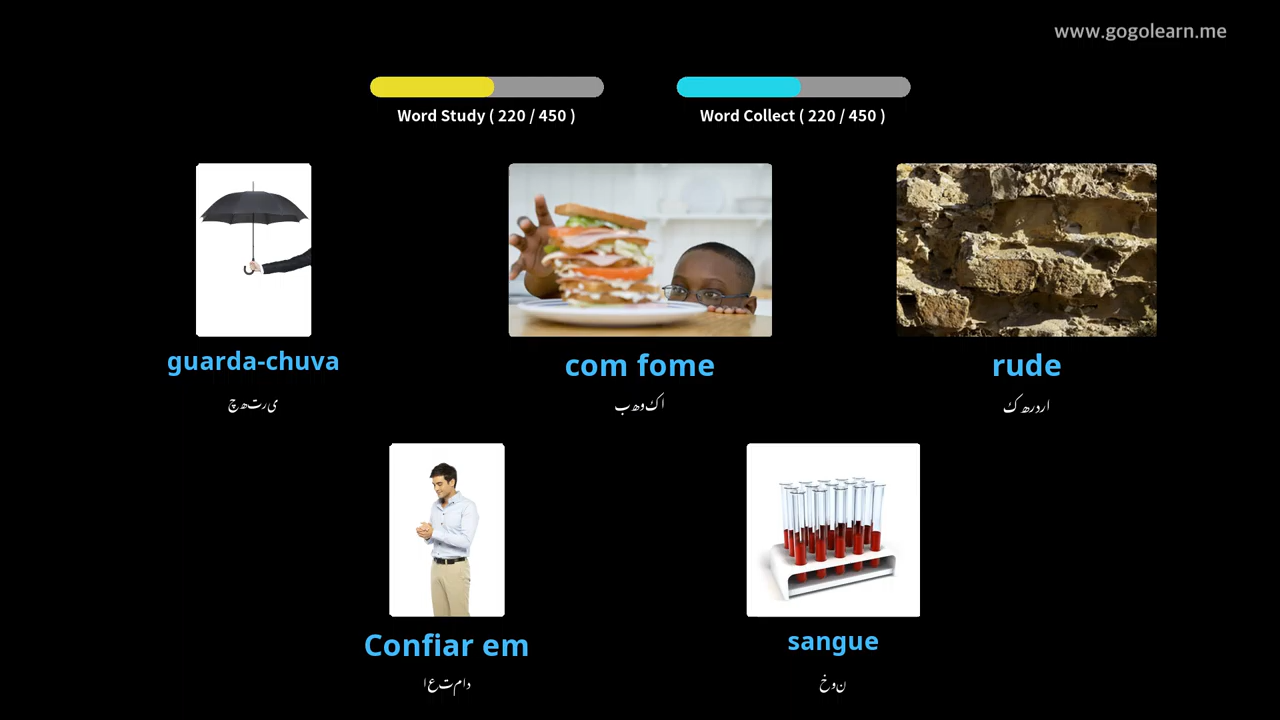 www.gogolearn.me
Word Study ( 220 / 450 )
Word Collect ( 220 / 450 )
guarda-chuva
چھتری
com fome
بھوکا
rude
کھردرا
Confiar em
اعتماد
sangue
خون